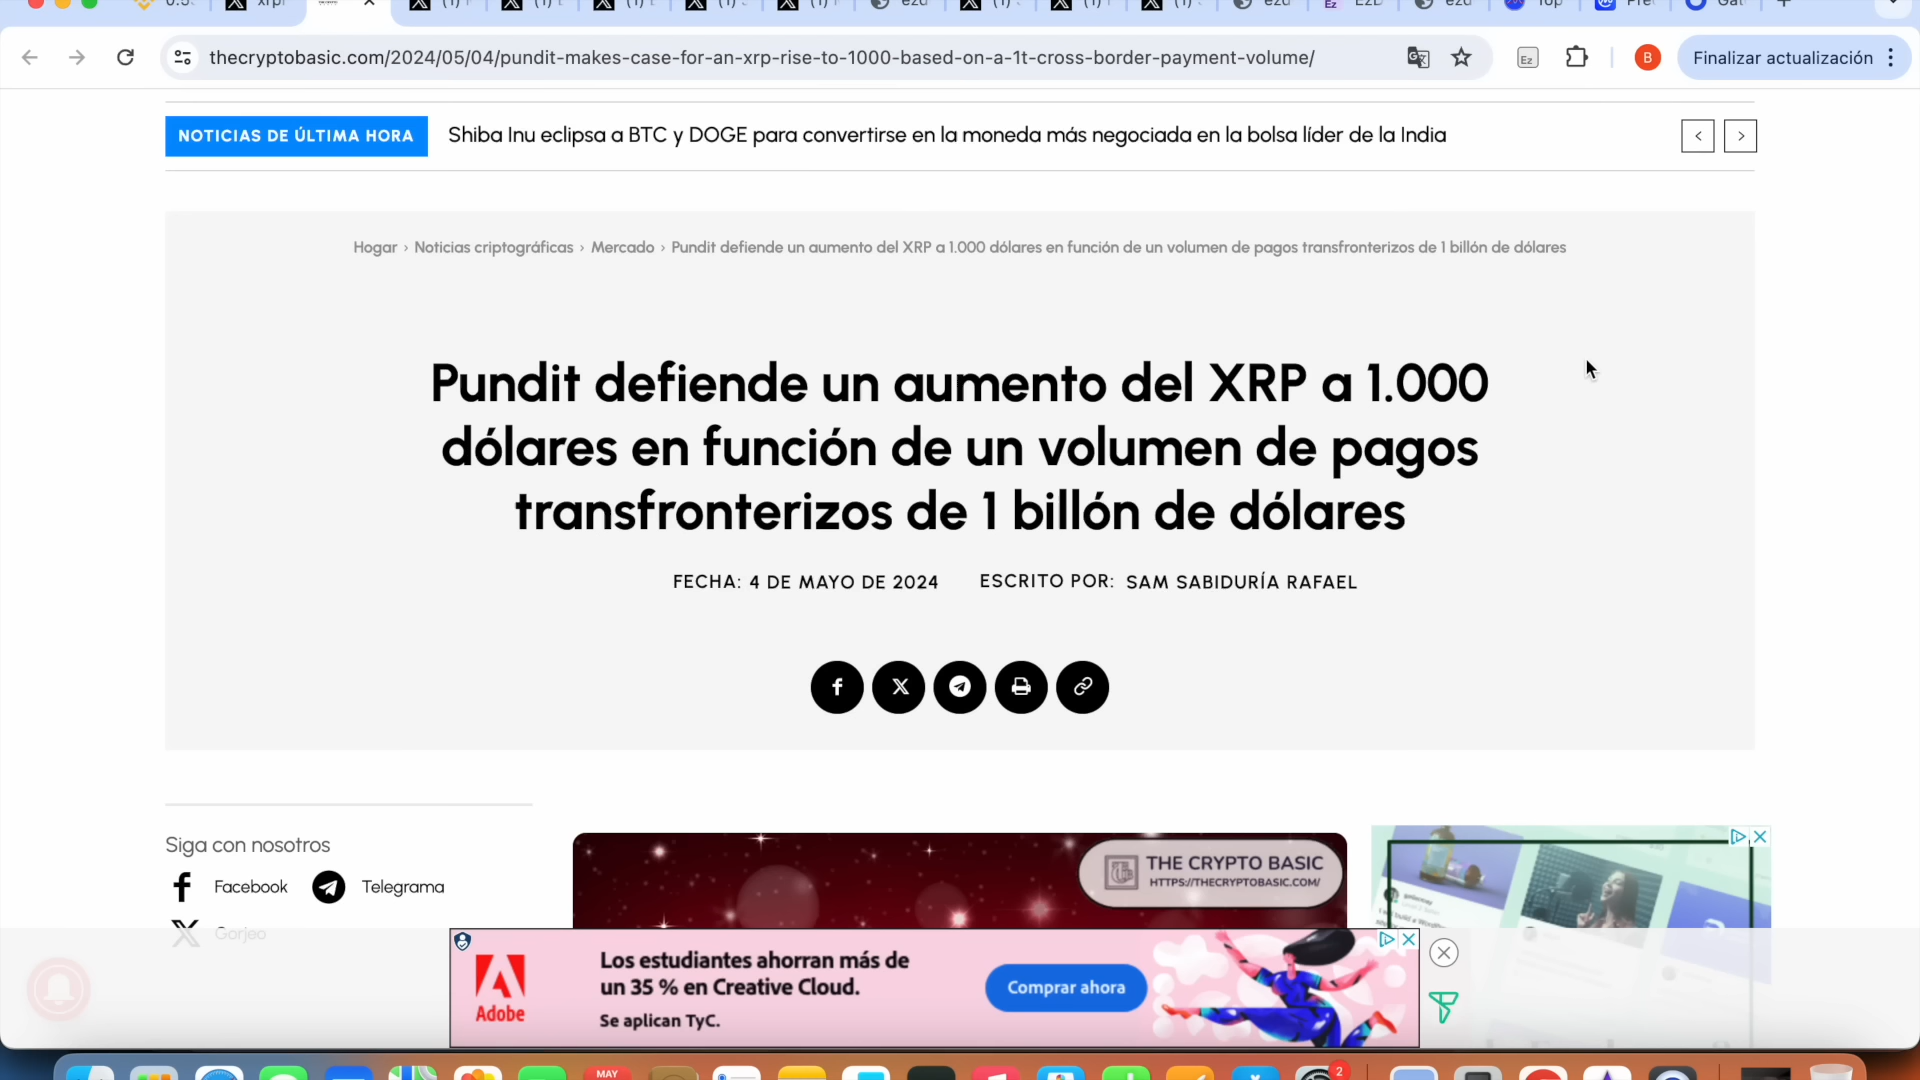 thecryptobasic.com/2024/05/04/pundit-makes-case-for-an-xrp-rise-to-1000-based-on-a-1t-cross-border-payment-volume/
Ez
B
Finalizar actualización
NOTICIAS DE ÚLTIMA HORA
Shiba Inu eclipsa a BTC y DOGE para convertirse en la moneda más negociada en la bolsa líder de la India
Hogar › Noticias criptográficas › Mercado › Pundit defiende un aumento del XRP a 1.000 dólares en función de un volumen de pagos transfronterizos de 1 billón de dólares
Pundit defiende un aumento del XRP a 1.000
dólares en función de un volumen de pagos
transfronterizos de 1 billón de dólares
FECHA: 4 DE MAYO DE 2024 ESCRITO POR: SAM SABIDURÍA RAFAEL
Siga con nosotros
Facebook
Telegrama
Gorjeo
THE CRYPTO BASIC
HTTPS://THECRYPTOBASIC.COM/
Adobe
Los estudiantes ahorran más de
un 35 % en Creative Cloud.
Se aplican TyC.
Comprar ahora
MAY
2